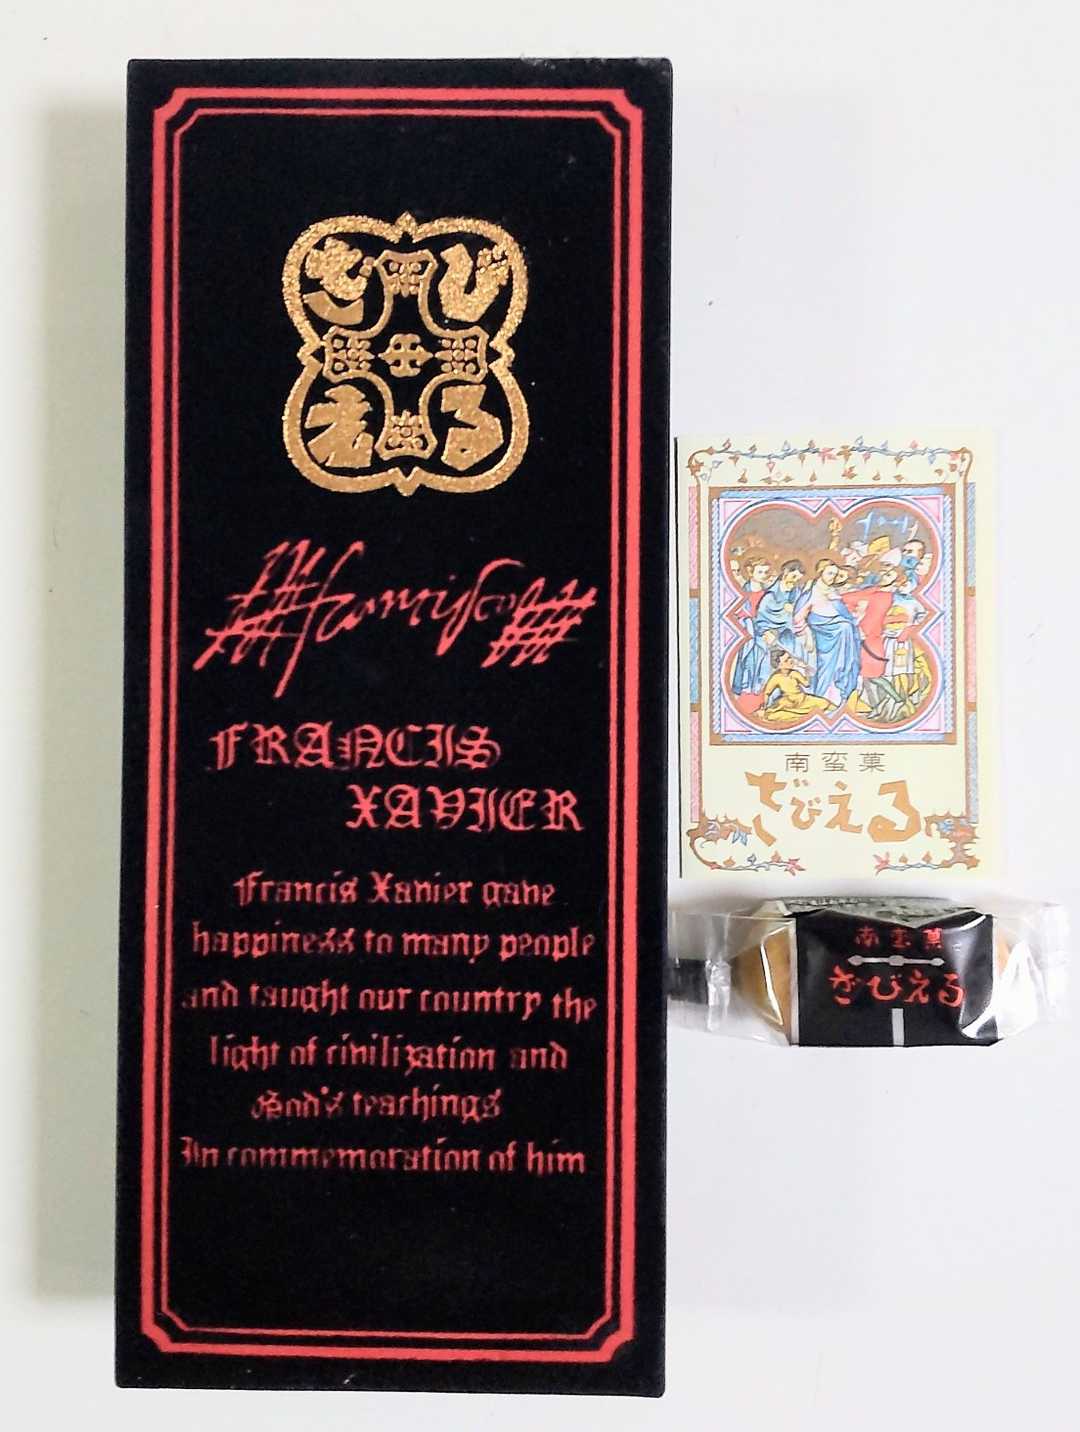 ざび
える
Francisco
FRANCIS
XAVIER
Francis Xavier gave
happiness to many people
and taught our country the
light of civilization and
God's teachings
In commemoration of him
南蛮菓
ざびえる
南蛮菓
ざびえる